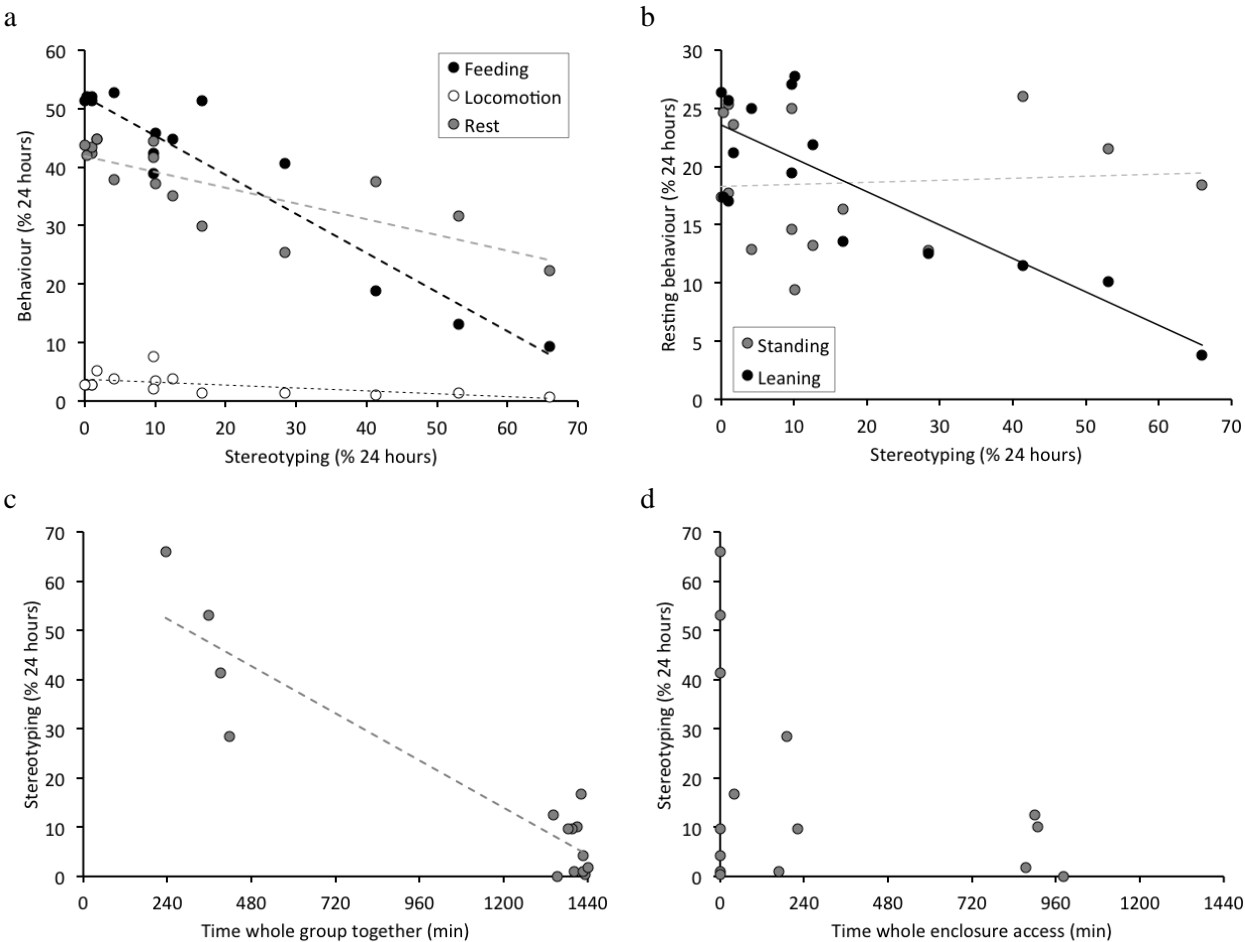 a
60
50
40
30
20
10
0
Behaviour (% 24 hours)
Feeding
Locomotion
Rest
0 10 20 30 40 50 60 70
Stereotyping (% 24 hours)
b
30
25
20
15
10
5
0
Resting behaviour (% 24 hours)
Standing
Leaning
0 10 20 30 40 50 60 70
Stereotyping (% 24 hours)
c
70
60
50
40
30
20
10
0
Stereotyping (% 24 hours)
0 240 480 720 960 1200 1440
Time whole group together (min)
d
70
60
50
40
30
20
10
0
Stereotyping (% 24 hours)
0 240 480 720 960 1200 1440
Time whole enclosure access (min)